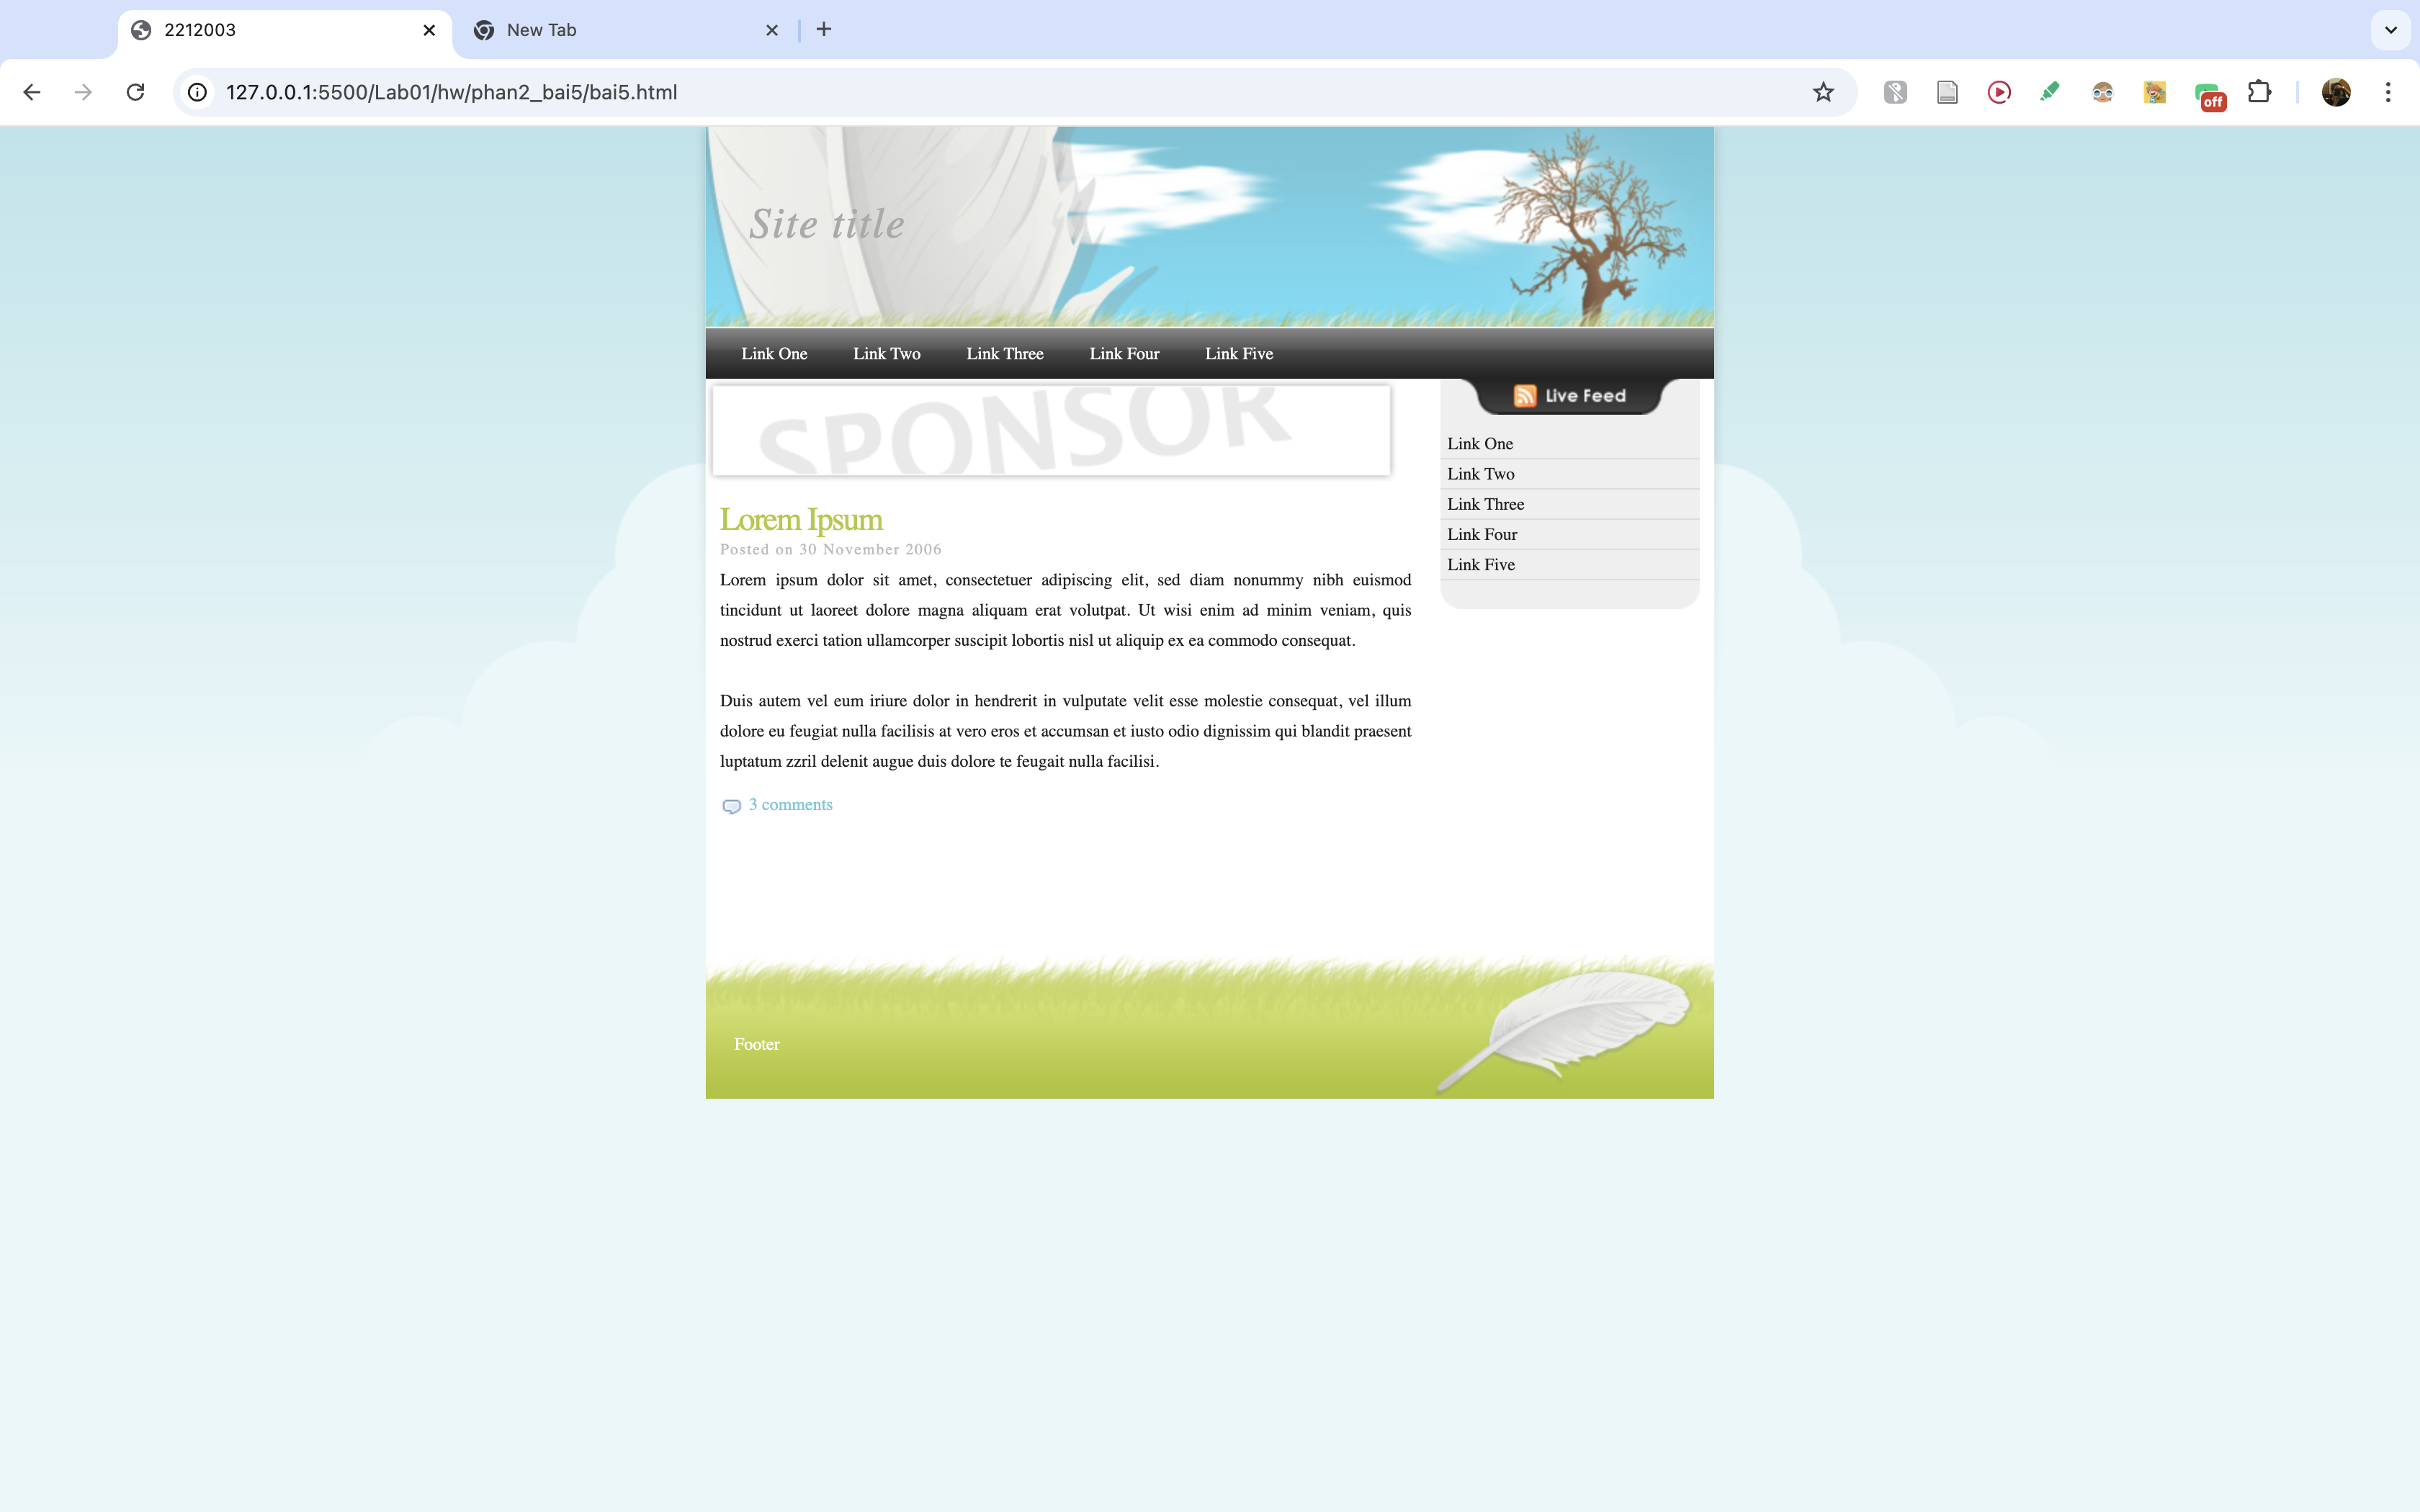 2212003
New Tab
127.0.0.1:5500/Lab01/hw/phan2_bai5/bai5.html
off
Site title
Link One
Link Two
Link Three
Link Four
Link Five
SPONSOR
Live Feed
Link One
Link Two
Link Three
Link Four
Link Five
Lorem Ipsum
Posted on 30 November 2006
Lorem ipsum dolor sit amet, consectetuer adipiscing elit, sed diam nonummy nibh euismod
tincidunt ut laoreet dolore magna aliquam erat volutpat. Ut wisi enim ad minim veniam, quis
nostrud exerci tation ullamcorper suscipit lobortis nisl ut aliquip ex ea commodo consequat.
Duis autem vel eum iriure dolor in hendrerit in vulputate velit esse molestie consequat, vel illum
dolore eu feugiat nulla facilisis at vero eros et accumsan et iusto odio dignissim qui blandit praesent
luptatum zzril delenit augue duis dolore te feugait nulla facilisi.
3 comments
Footer